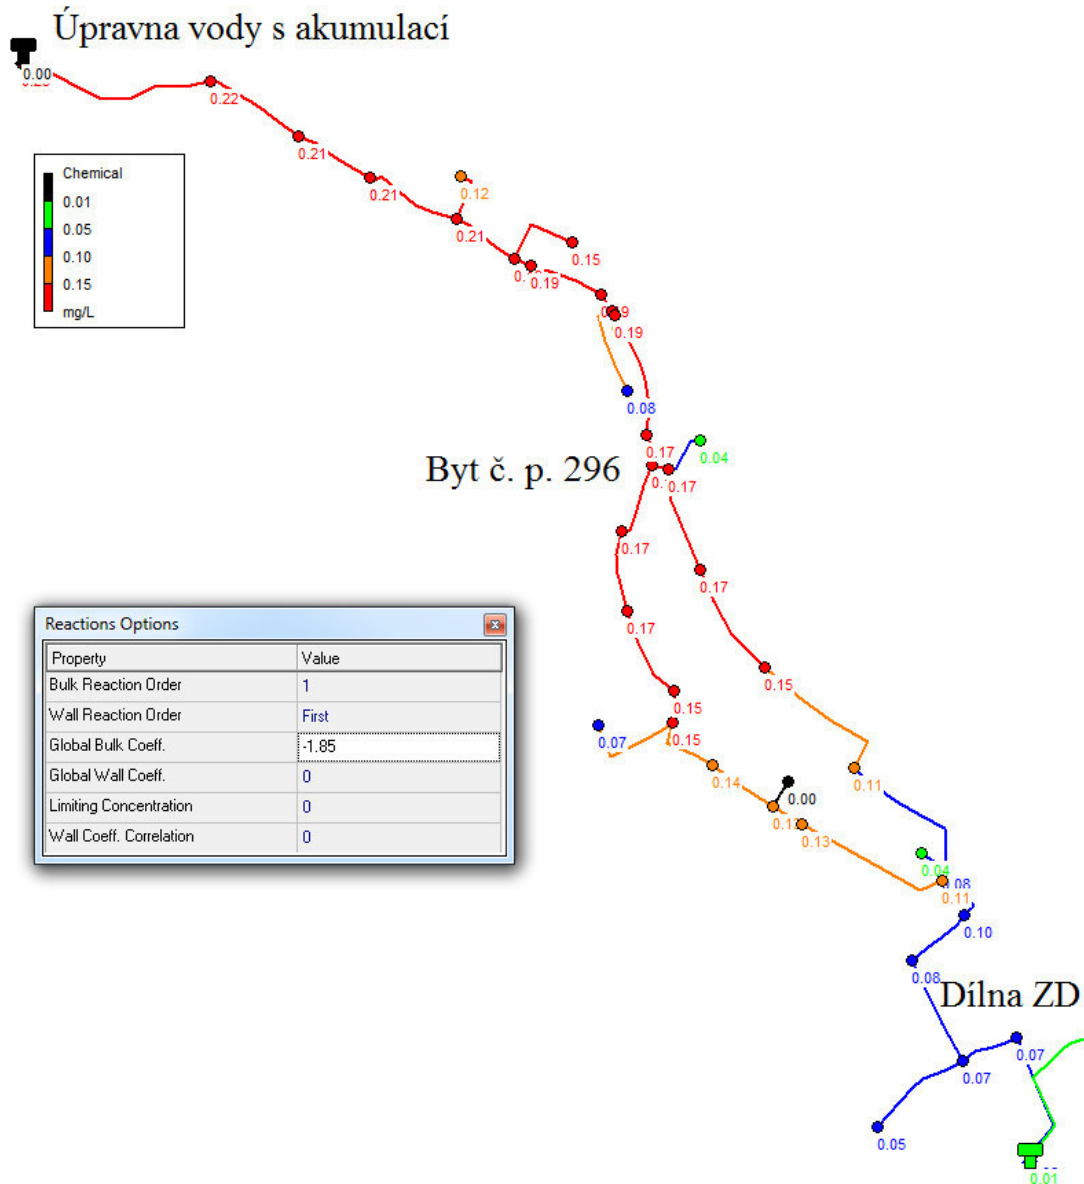 Úpravna vody s akumulací
0.00
0.22
0.21
0.21
Chemical
0.01
0.05
0.10
0.15
mg/L
0.12
0.21
0.15
0.19
0.19
0.08
0.17
0.04
Byt č. p. 296
0.17
0.17
0.17
0.17
0.15
0.15
0.07
0.15
0.14
0.11
0.00
0.13
0.04
0.08
0.11
0.10
0.08
Dílna ZD
0.07
0.07
0.05
0.01
Reactions Options
Property Value
Bulk Reaction Order 1
Wall Reaction Order First
Global Bulk Coeff. -1.85
Global Wall Coeff. 0
Limiting Concentration 0
Wall Coeff. Correlation 0